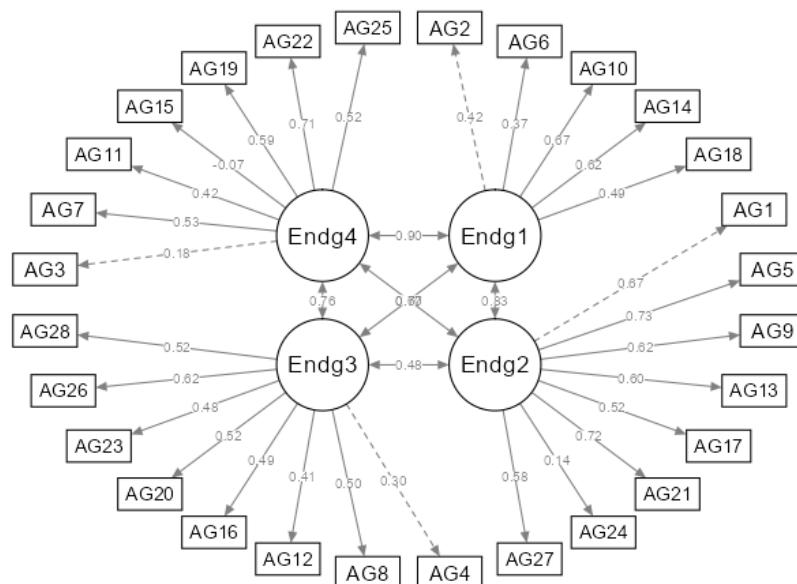 AG25
AG2
AG22
AG6
AG19
AG10
AG15
AG14
AG11
AG18
AG7
AG1
AG3
AG5
AG28
AG9
AG26
AG13
AG23
AG17
AG20
AG21
AG16
AG24
AG12
AG27
AG8
AG4
Endg4
Endg1
Endg3
Endg2
0.52
0.71
0.59
-0.07
0.42
0.53
0.18
0.42
0.37
0.67
0.62
0.49
0.90
0.76
0.83
0.48
0.67
0.73
0.62
0.60
0.52
0.72
0.14
0.58
0.52
0.62
0.48
0.52
0.49
0.41
0.50
0.30